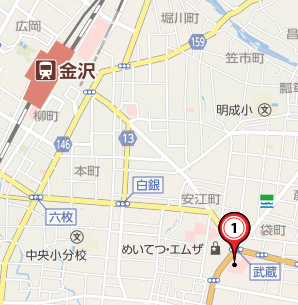 広岡
堀川町
159
笠市町
金沢
瓢
明成小
柳町
146
13
本町
白銀
安江町
六枚
袋町
1
中央小分校
めいてつ・エムザ
武蔵